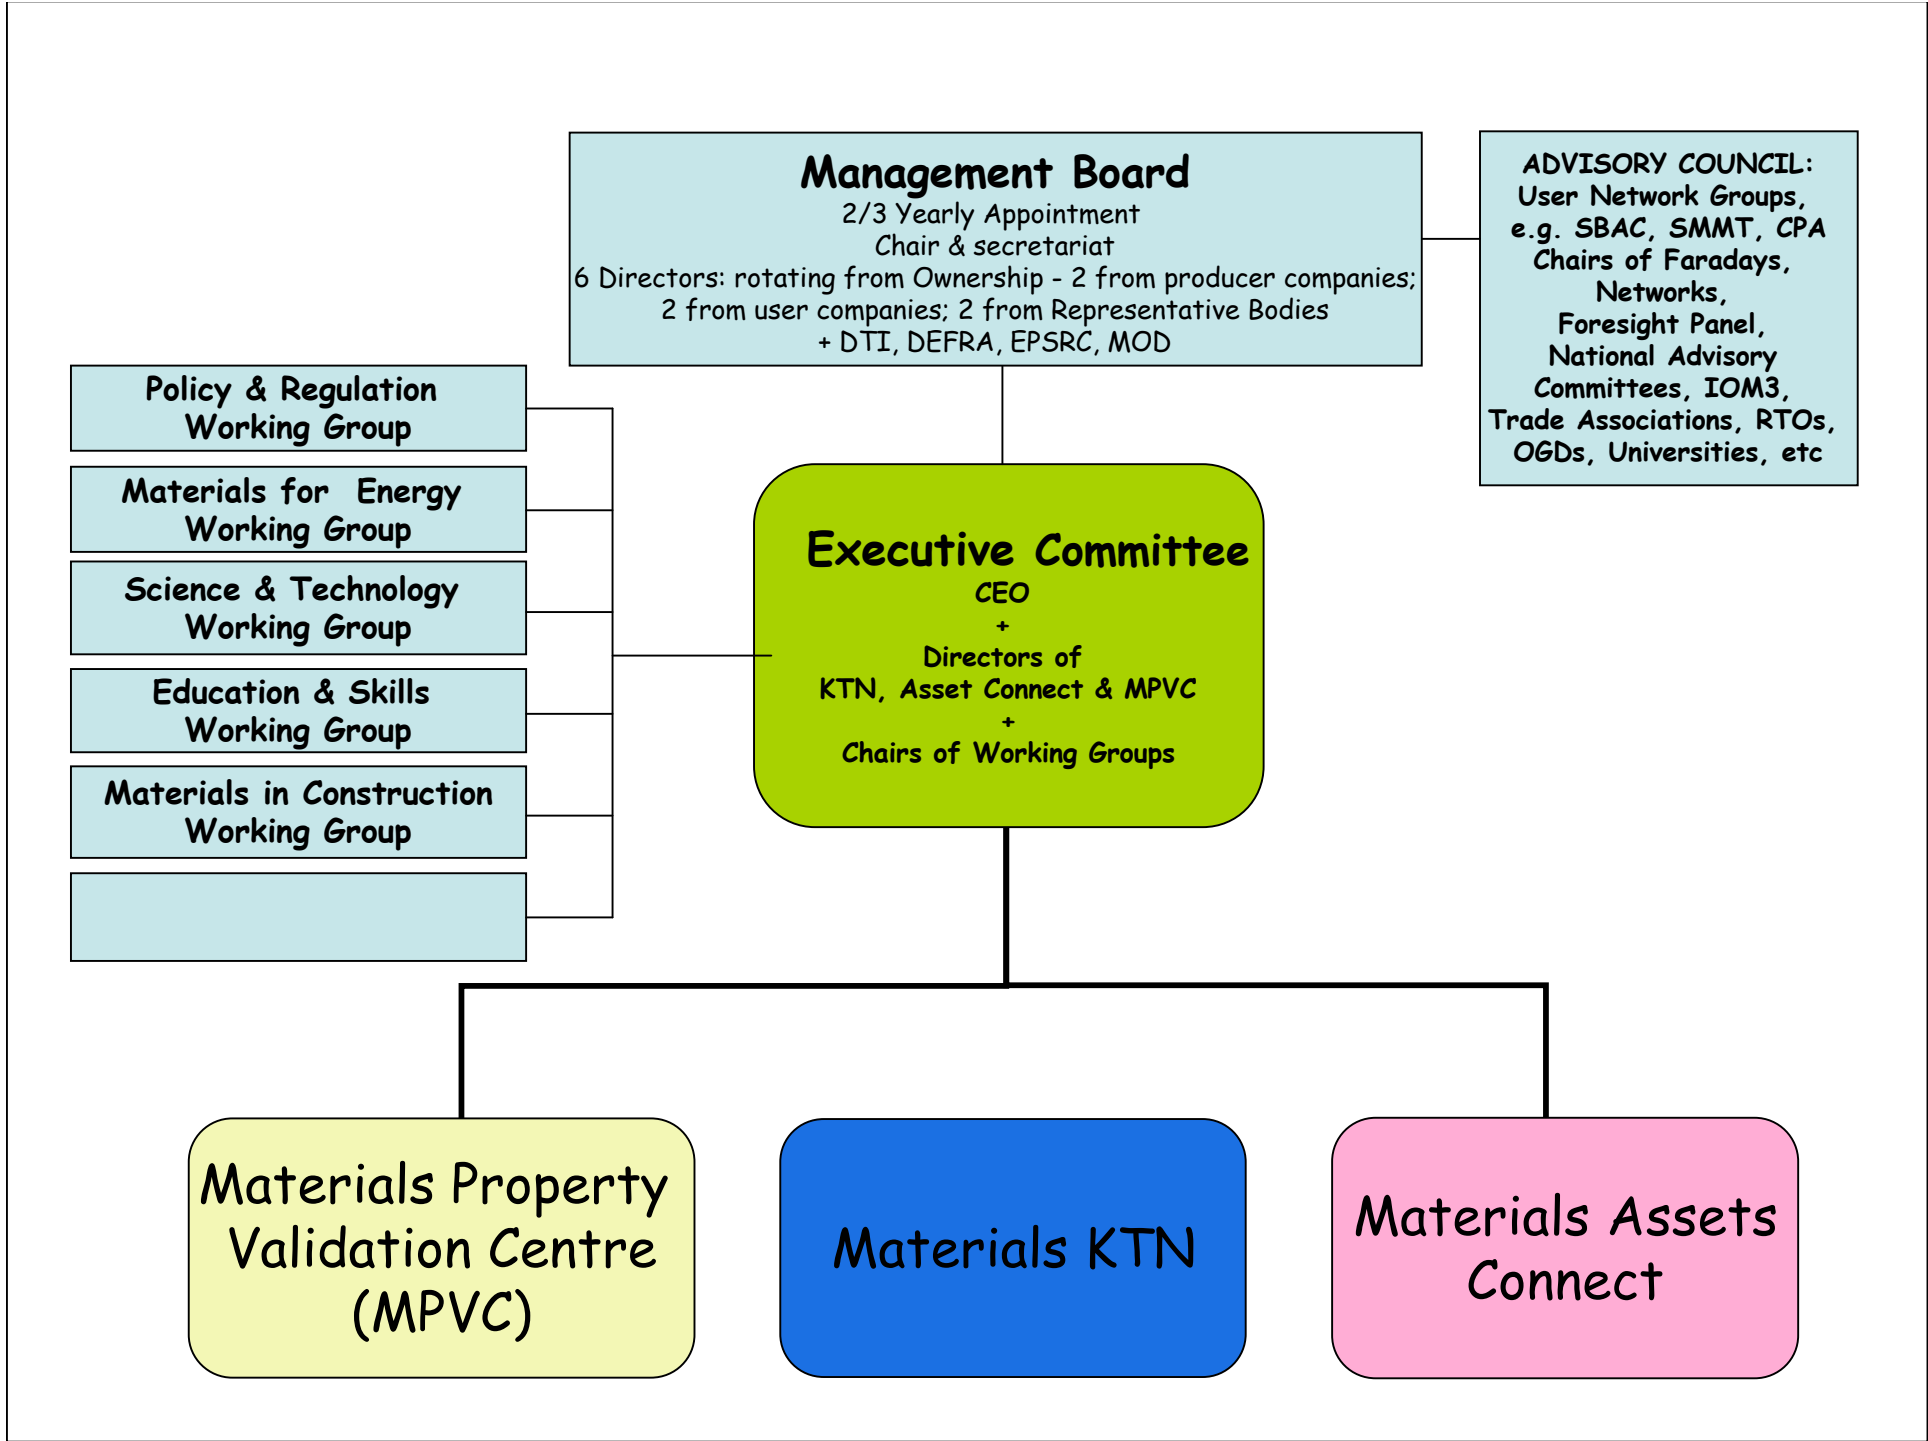 Management Board
2/3 Yearly Appointment
Chair & secretariat
6 Directors: rotating from Ownership - 2 from producer companies;
2 from user companies; 2 from Representative Bodies
+ DTI, DEFRA, EPSRC, MOD
ADVISORY COUNCIL:
User Network Groups,
e.g. SBAC, SMMT, CPA
Chairs of Faradays,
Networks,
Foresight Panel,
National Advisory
Committees, IOM3,
Trade Associations, RTOs,
OGDs, Universities, etc
Policy & Regulation
Working Group
Materials for Energy
Working Group
Science & Technology
Working Group
Education & Skills
Working Group
Materials in Construction
Working Group
Executive Committee
CEO
+
Directors of
KTN, Asset Connect & MPVC
+
Chairs of Working Groups
Materials Property
Validation Centre
(MPVC)
Materials KTN
Materials Assets
Connect